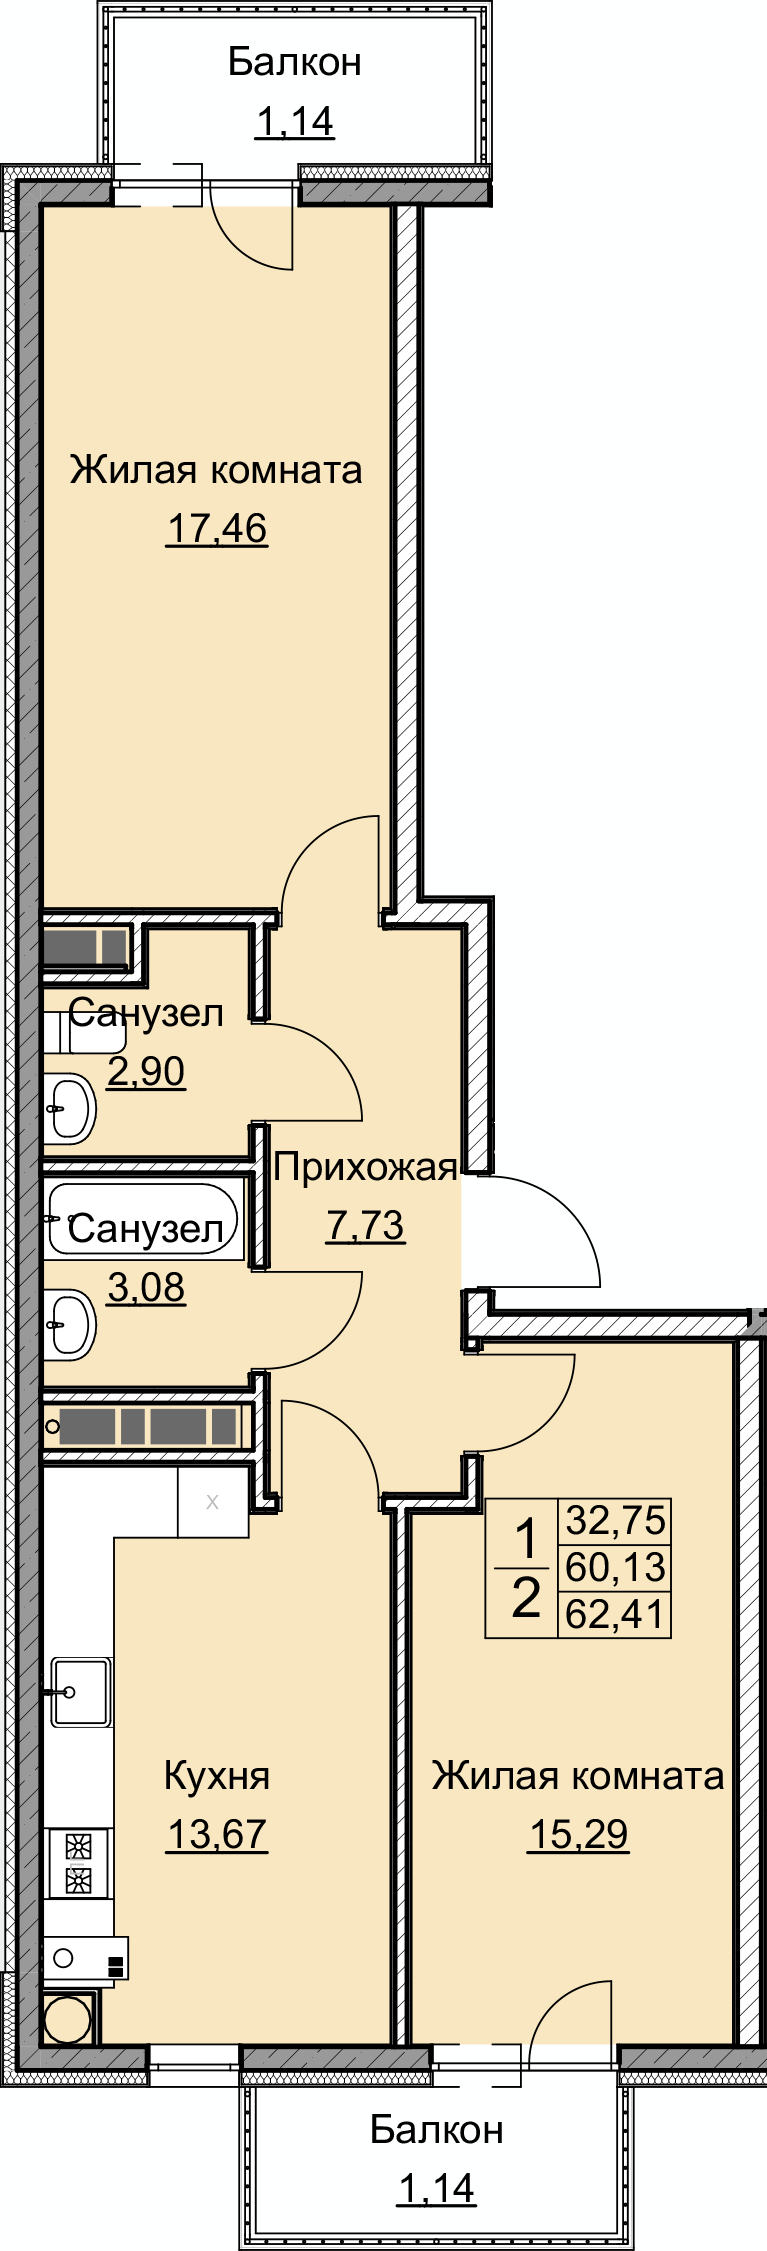 Балкон
1,14
Жилая комната
17,46
Санузел
2,90
Прихожая
7,73
Санузел
3,08
X
1
2
32,75
60,13
62,41
Кухня
13,67
Жилая комната
15,29
Балкон
1,14